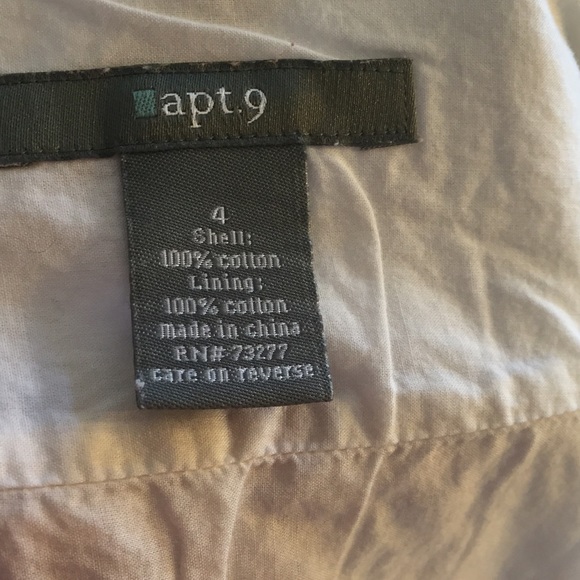 apt.9
4
Shell:
100% cotton
Lining:
100% cotton
made in china
RN# 73277
care on reverse